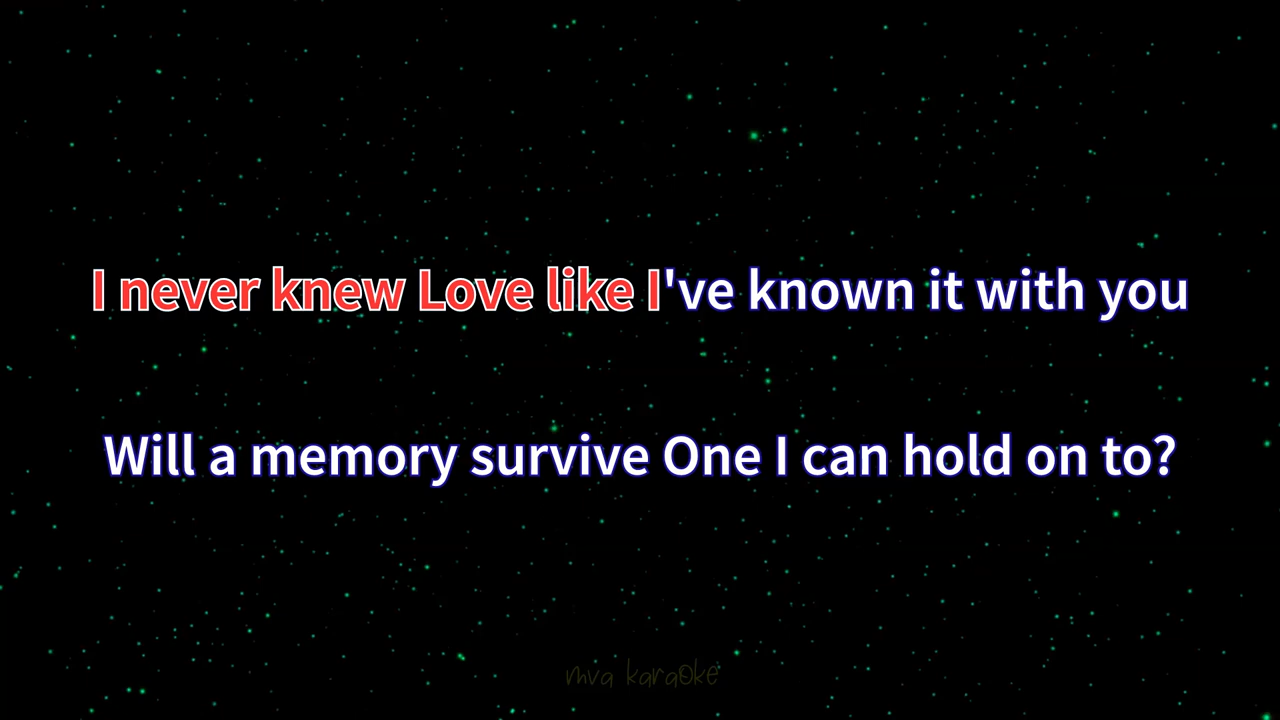 I never knew Love like I've known it with you
Will a memory survive One I can hold on to?
mva karaoke